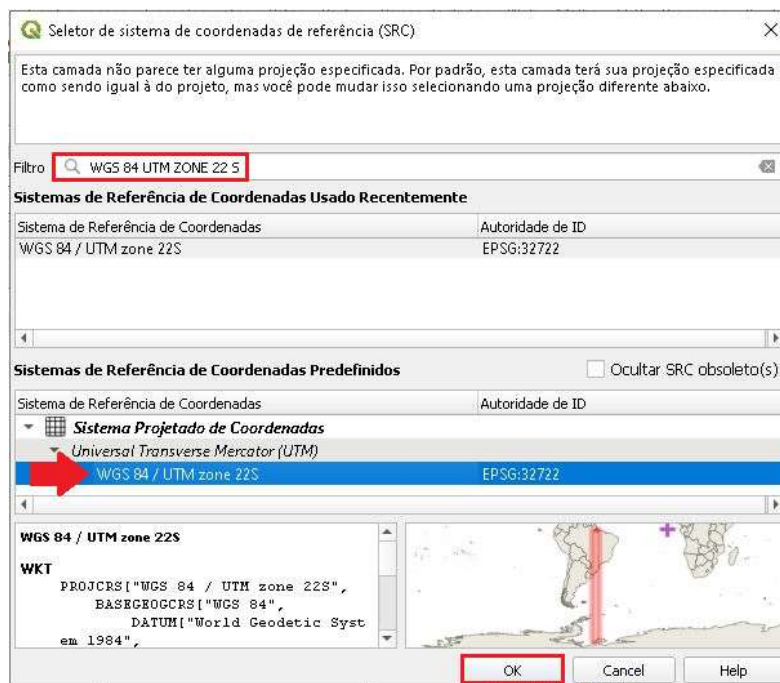 Seletor de sistema de coordenadas de referência (SRC)
Esta camada não parece ter alguma projeção especificada. Por padrão, esta camada terá sua projeção especificada
como sendo igual à do projeto, mas você pode mudar isso selecionando uma projeção diferente abaixo.
Filtro WGS 84 UTM ZONE 22 S
Sistemas de Referência de Coordenadas Usado Recentemente
Sistema de Referência de Coordenadas Autoridade de ID
WGS 84 / UTM zone 22S EPSG:32722
Sistemas de Referência de Coordenadas Predefinidos Ocultar SRC obsoleto(s)
Sistema de Referência de Coordenadas Autoridade de ID
Sistema Projetado de Coordenadas
Universal Transverse Mercator (UTM)
WGS 84 / UTM zone 22S EPSG:32722
WGS 84 / UTM zone 22S
WKT
PROJCRS["WGS 84 / UTM zone 22S",
BASEGEOGCRS["WGS 84",
DATUM["World Geodetic Syst
em 1984",
OK Cancel Help